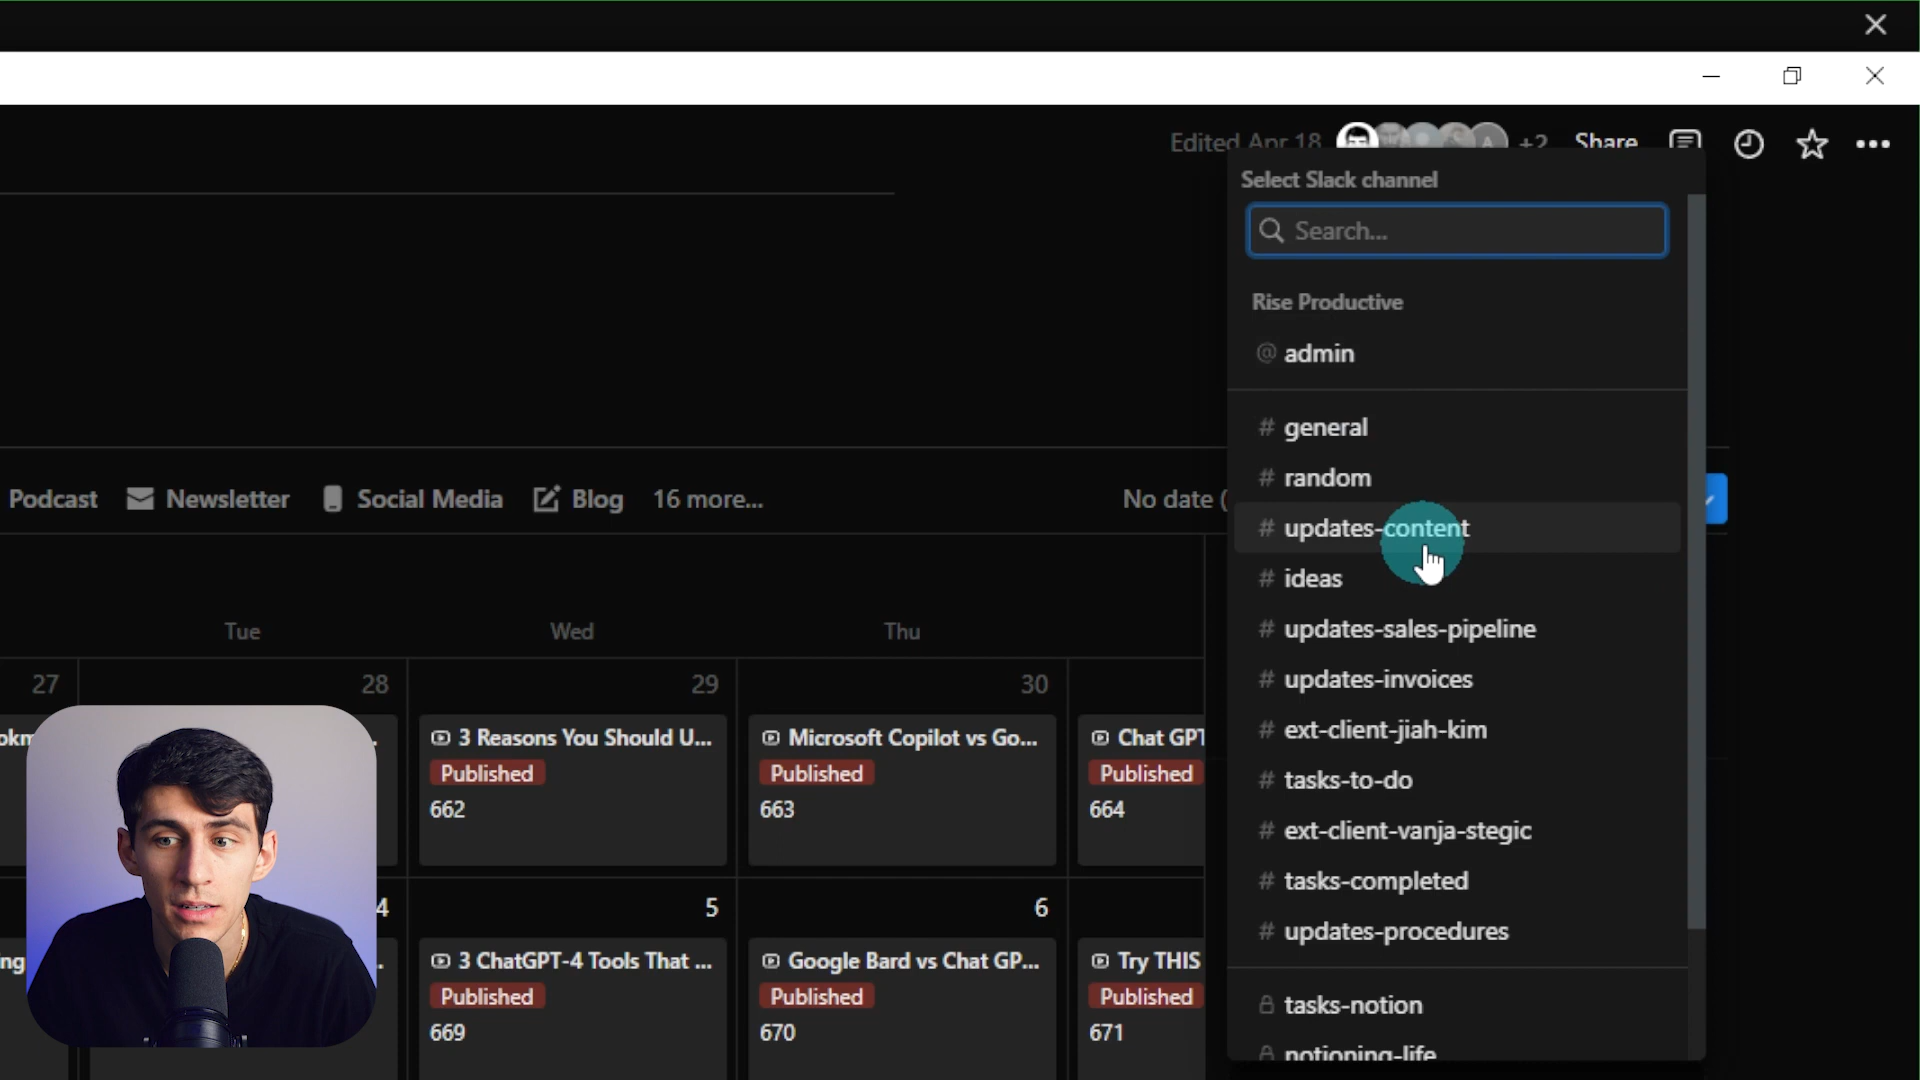 Edited Apr 18
+2
Share
Select Slack channel
Search...
Rise Productive
@ admin
# general
# random
# updates-content
# ideas
# updates-sales-pipeline
# updates-invoices
# ext-client-jiah-kim
# tasks-to-do
# ext-client-vanja-stegic
# tasks-completed
# updates-procedures
tasks-notion
notioning-life
Podcast
Newsletter
Social Media
Blog
16 more...
No date (
Tue
Wed
Thu
27
28
29
30
3 Reasons You Should U...
Published
662
Microsoft Copilot vs Go...
Published
663
Chat GPT
Published
664
4
5
6
3 ChatGPT-4 Tools That ...
Published
669
Google Bard vs Chat GP...
Published
670
Try THIS
Published
671